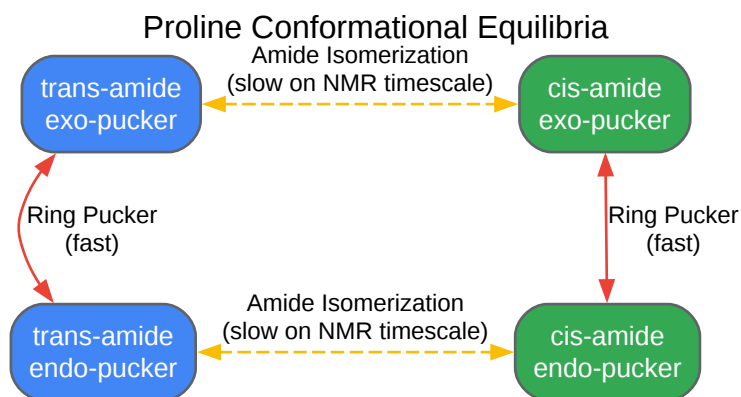 Proline Conformational Equilibria
Amide Isomerization
(slow on NMR timescale)
trans-amide
exo-pucker
cis-amide
exo-pucker
Ring Pucker
(fast)
Ring Pucker
(fast)
Amide Isomerization
(slow on NMR timescale)
trans-amide
endo-pucker
cis-amide
endo-pucker